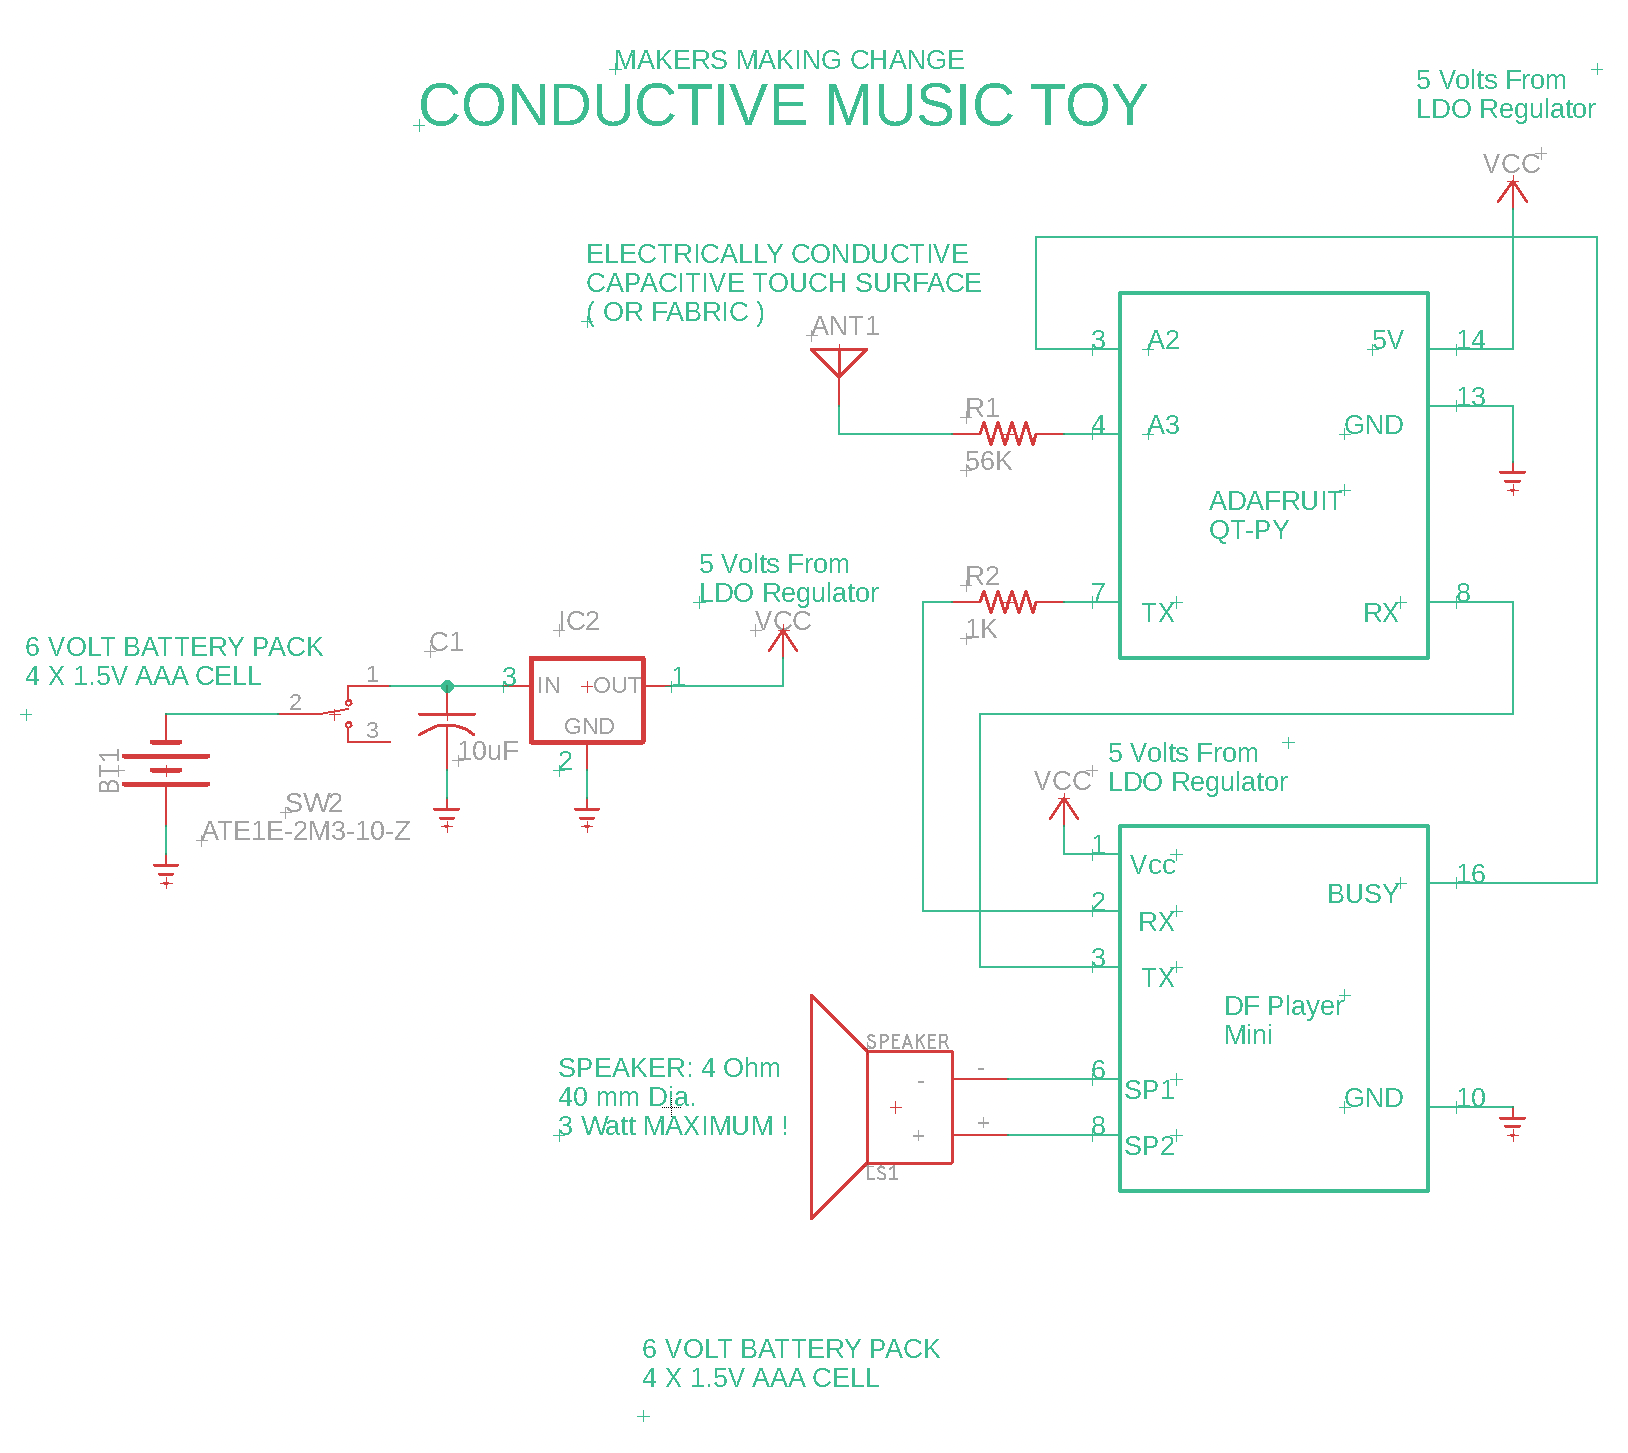 MAKERS MAKING CHANGE
CONDUCTIVE MUSIC TOY
5 Volts From
LDO Regulator
VCC
ELECTRICALLY CONDUCTIVE
CAPACITIVE TOUCH SURFACE
( OR FABRIC )
ANT1
3
A2
5V
14
13
R1
4
A3
GND
56K
ADAFRUIT
QT-PY
5 Volts From
LDO Regulator
VCC
R2
7
TX
RX
8
1K
6 VOLT BATTERY PACK
4 X 1.5V AAA CELL
C1
IC2
1
2
3
3
IN
OUT
1
GND
2
10uF
BT1
SW2
ATE1E-2M3-10-Z
5 Volts From
LDO Regulator
VCC
1
Vcc
BUSY
16
2
RX
3
TX
DF Player
Mini
SPEAKER: 4 Ohm
40 mm Dia.
3 Watt MAXIMUM !
SPEAKER
-
-
+
+
LS1
6
SP1
8
SP2
GND
10
6 VOLT BATTERY PACK
4 X 1.5V AAA CELL